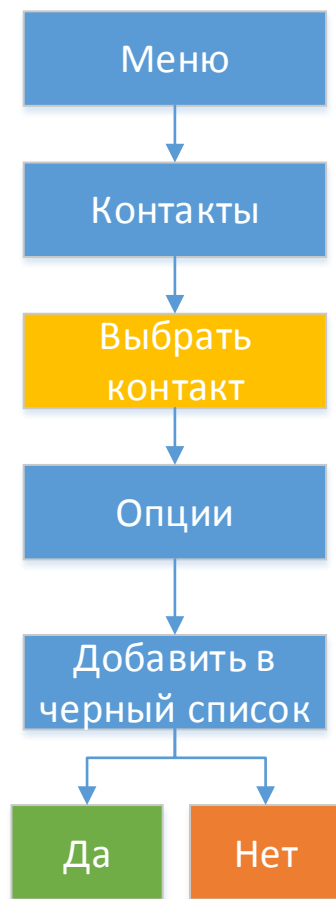 Меню
Контакты
Выбрать
контакт
Опции
Добавить в
черный список
Да
Нет